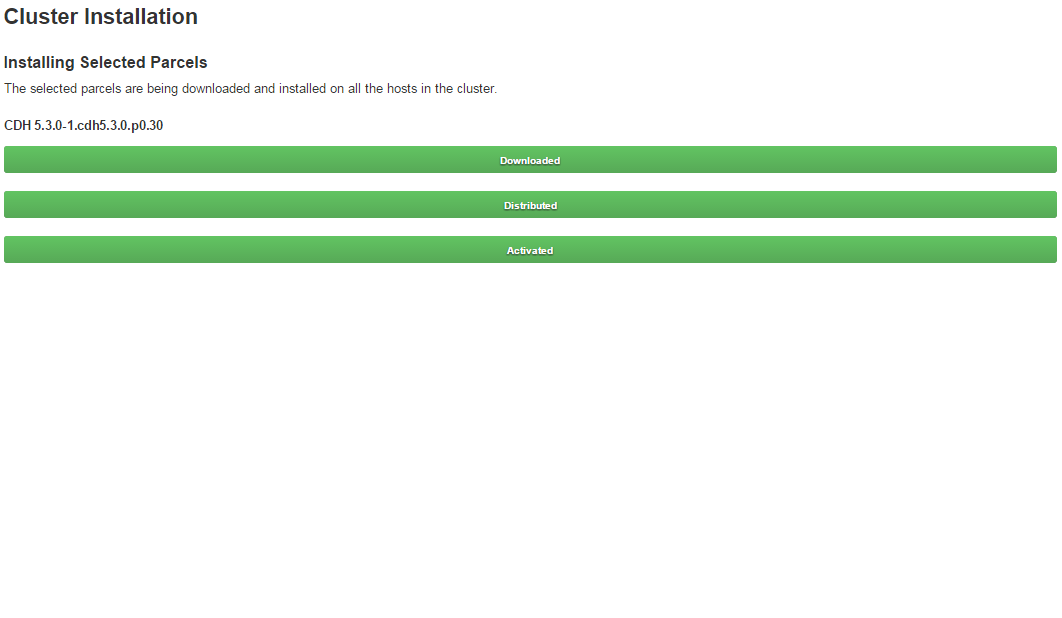 Cluster Installation
Installing Selected Parcels
The selected parcels are being downloaded and installed on all the hosts in the cluster.
CDH 5.3.0-1.cdh5.3.0.p0.30
Downloaded
Distributed
Activated